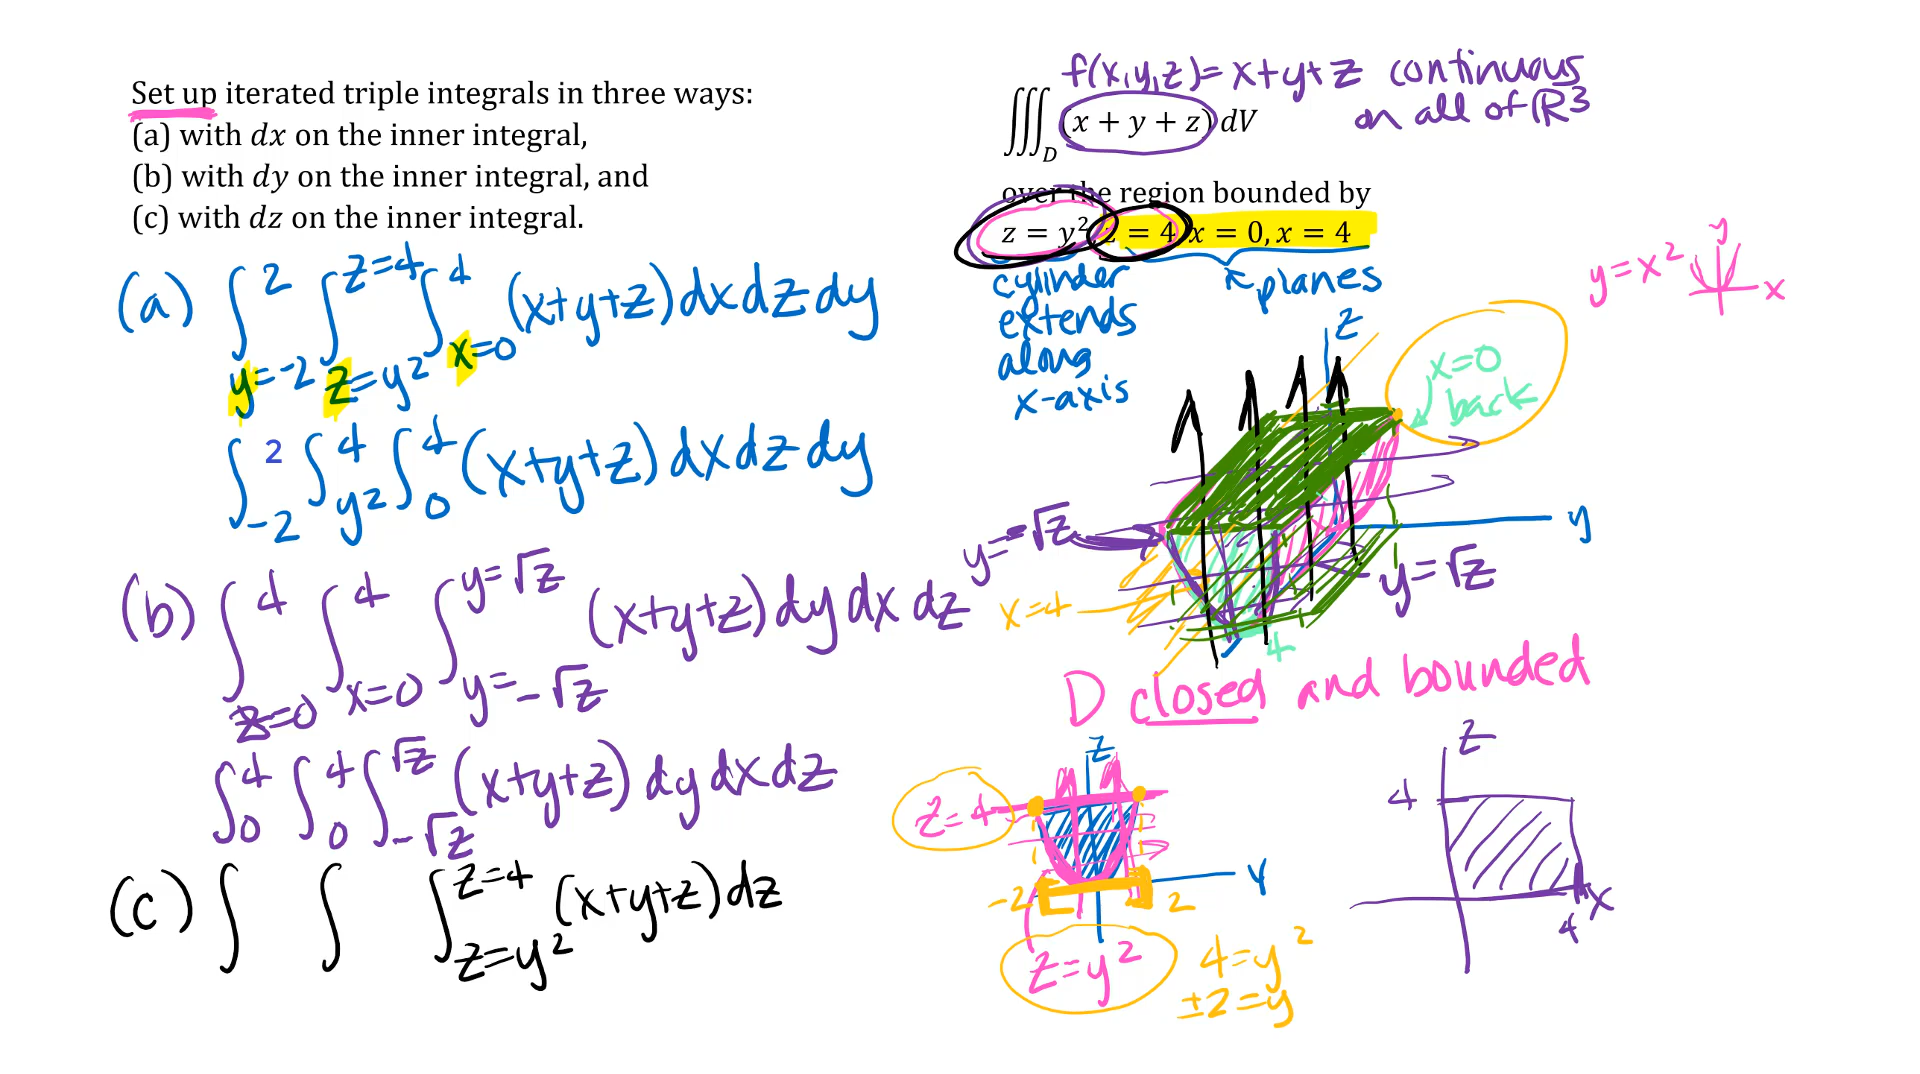 Set up iterated triple integrals in three ways:
(a) with dx on the inner integral,
(b) with dy on the inner integral, and
(c) with dz on the inner integral.
f(x,y,z)=x+y+z continuous
on all of ℝ3
∭_D (x + y + z) dV
over the region bounded by
z = y², z = 4, x = 0, x = 4
cylinder
extends
along
x-axis
planes
y=x²
y
x
(a) ∫_{y=-2}^{2} ∫_{z=y²}^{z=4} ∫_{x=0}^{4} (x+y+z) dx dz dy
∫_{-2}^{2} ∫_{y²}^{4} ∫_{0}^{4} (x+y+z) dx dz dy
(b) ∫_{z=0}^{4} ∫_{x=0}^{4} ∫_{y=-√z}^{y=√z} (x+y+z) dy dx dz
∫_{0}^{4} ∫_{0}^{4} ∫_{-√z}^{√z} (x+y+z) dy dx dz
(c) ∫ ∫ ∫_{z=y²}^{z=4} (x+y+z) dz
z
x=0
back
y
y=-√z
y=√z
x=4
4
D closed and bounded
z
z=4
y
-2
2
z=y²
4=y²
±2=y
z
4
x
4